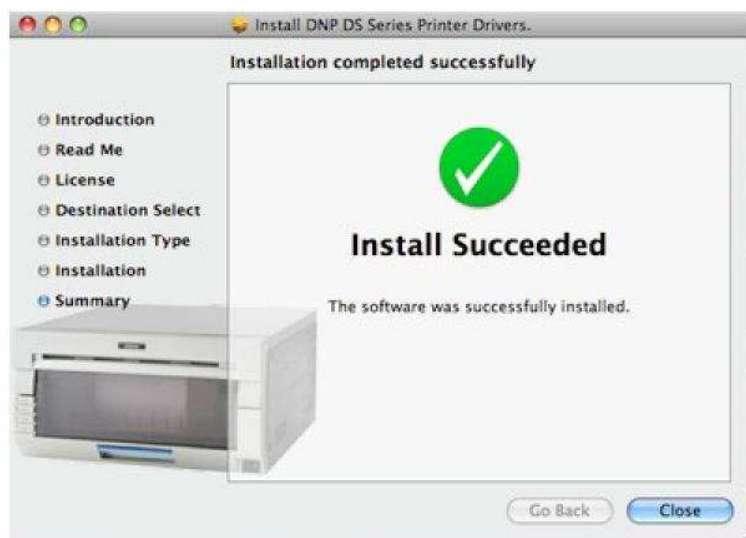 Install DNP DS Series Printer Drivers.
Installation completed successfully
Introduction
Read Me
License
Destination Select
Installation Type
Installation
Summary
Install Succeeded
The software was successfully installed.
Go Back
Close